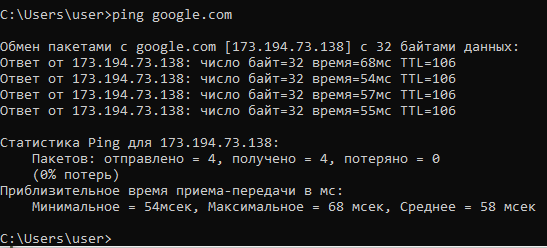 C:\Users\user>ping google.com
Обмен пакетами с google.com [173.194.73.138] с 32 байтами данных:
Ответ от 173.194.73.138: число байт=32 время=68мс TTL=106
Ответ от 173.194.73.138: число байт=32 время=54мс TTL=106
Ответ от 173.194.73.138: число байт=32 время=57мс TTL=106
Ответ от 173.194.73.138: число байт=32 время=55мс TTL=106
Статистика Ping для 173.194.73.138:
    Пакетов: отправлено = 4, получено = 4, потеряно = 0
    (0% потерь)
Приблизительное время приема-передачи в мс:
    Минимальное = 54мсек, Максимальное = 68 мсек, Среднее = 58 мсек
C:\Users\user>